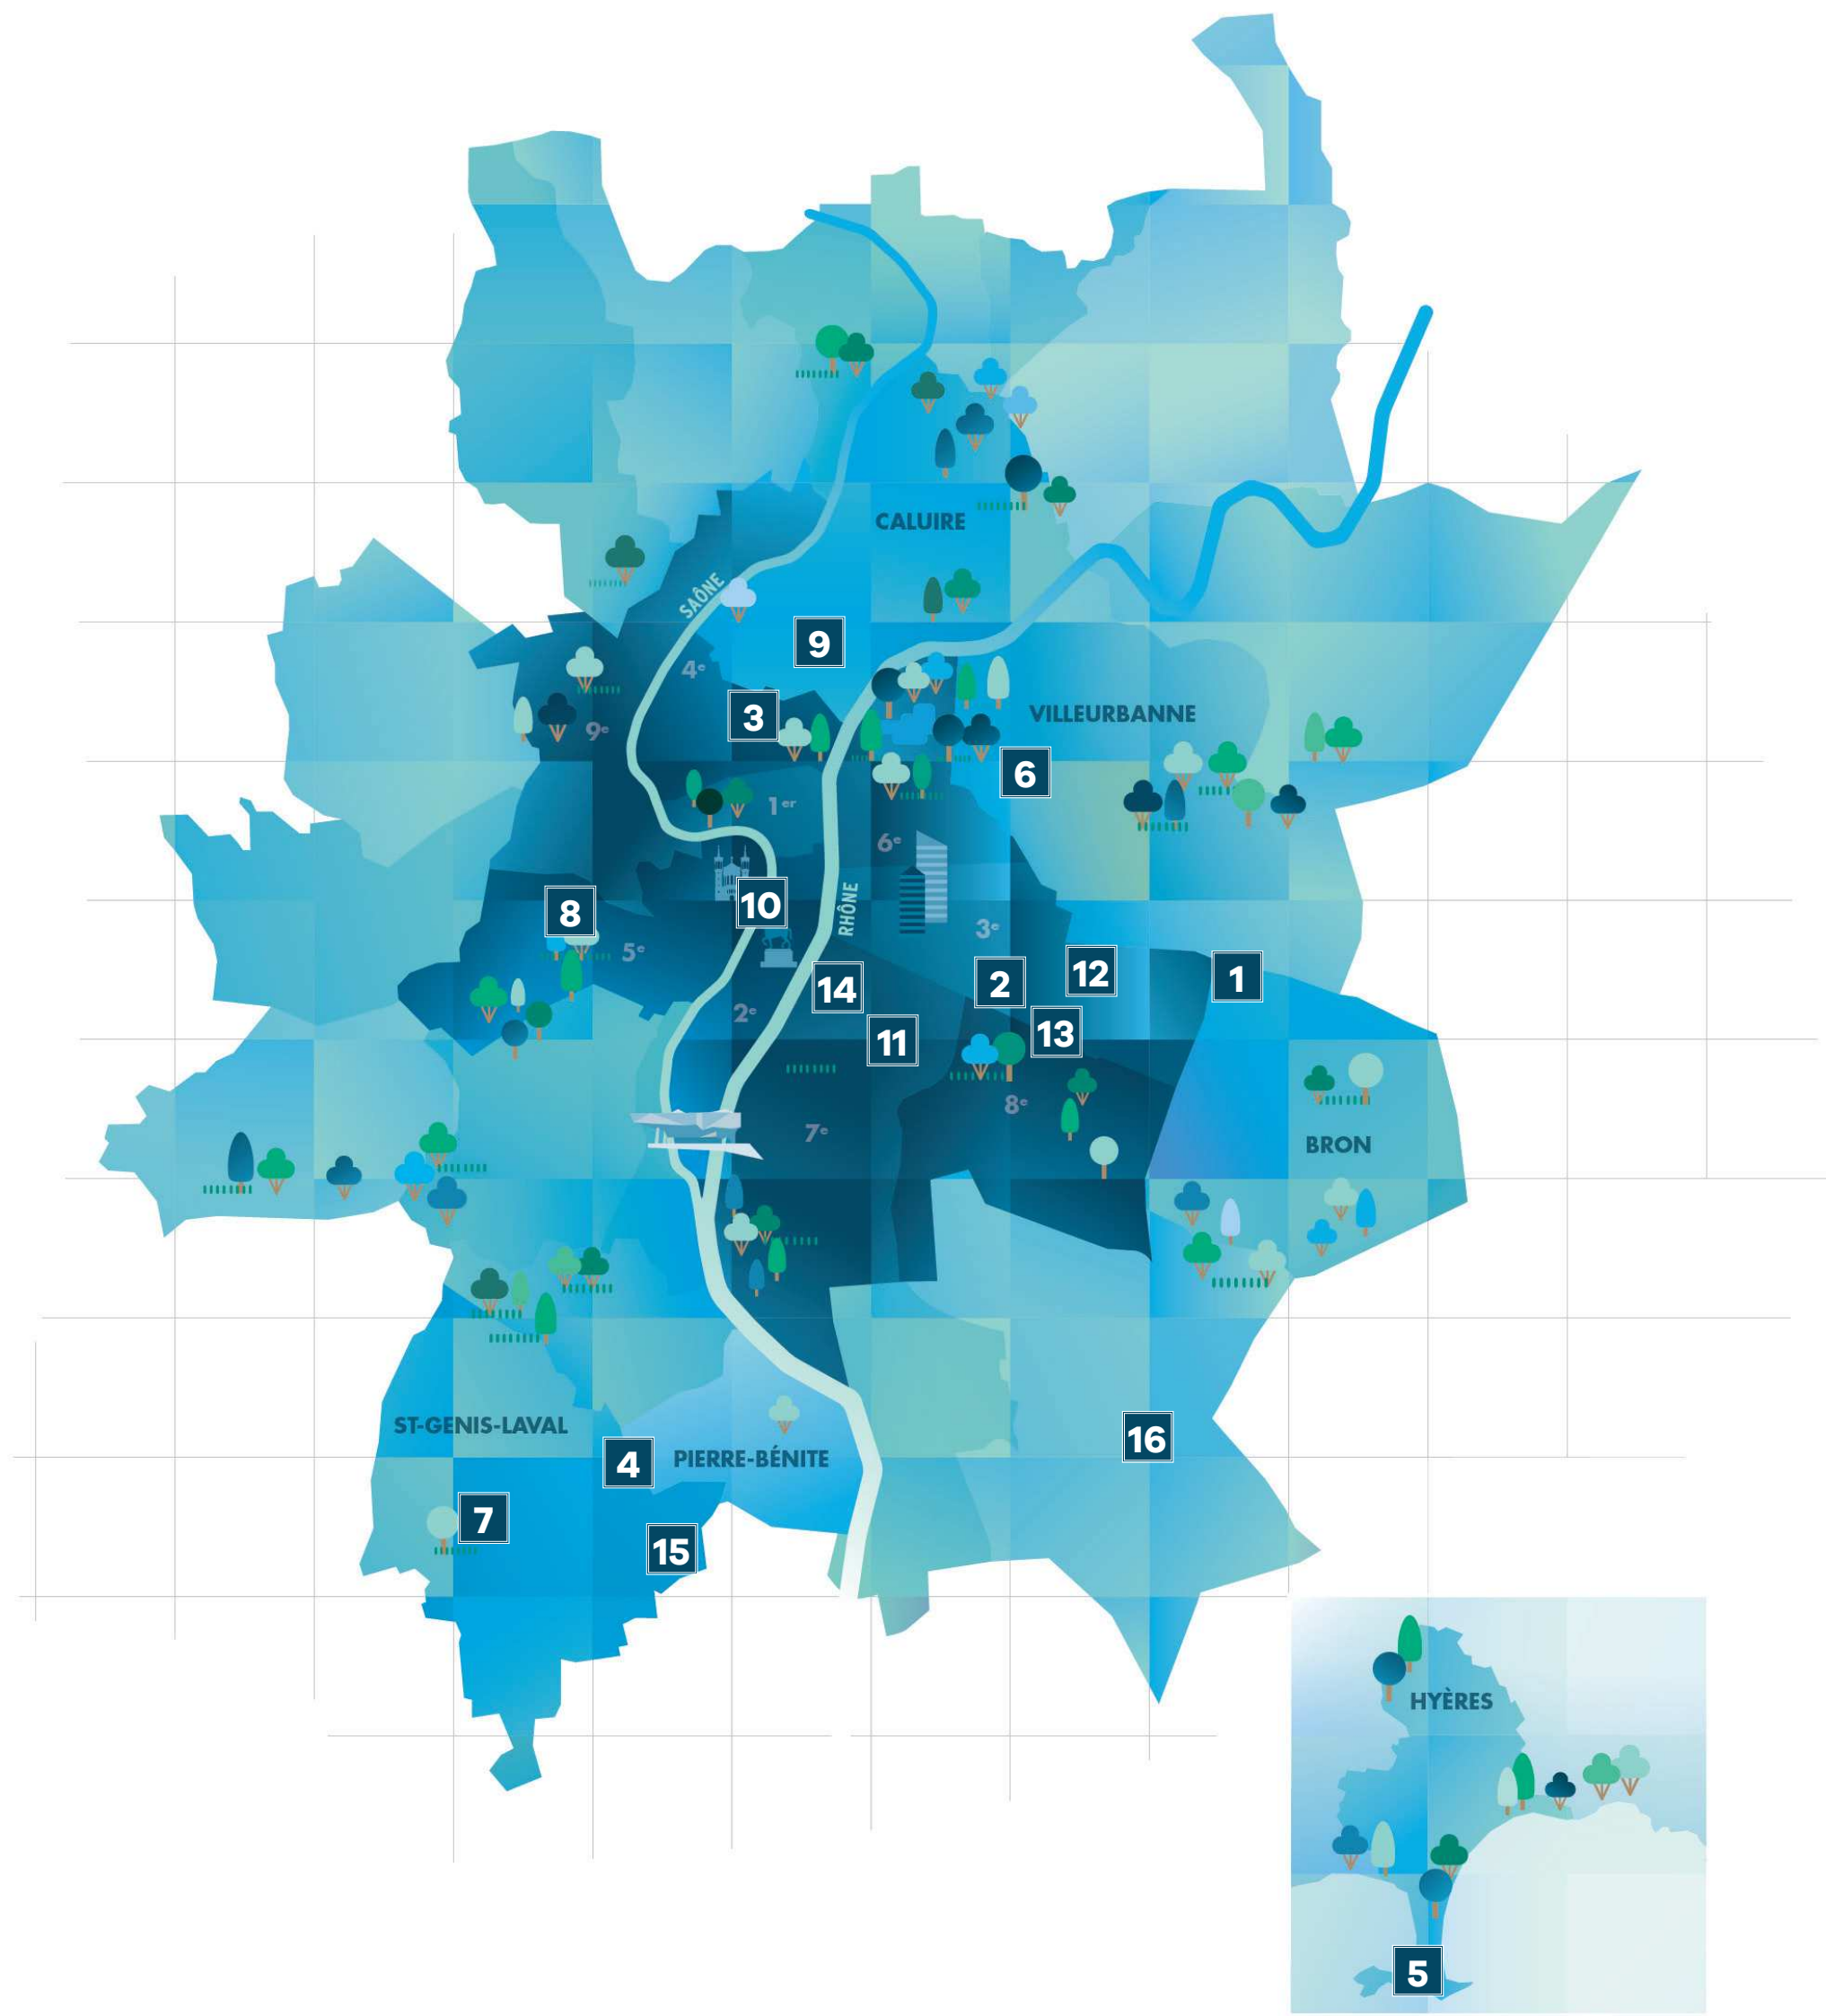 CALUIRE
SAÔNE
9
4e
3
VILLEURBANNE
9e
6
1er
6e
8
10
RHÔNE
3e
5e
14
2
12
1
2e
11
13
8e
7e
BRON
ST-GENIS-LAVAL
16
4
PIERRE-BÉNITE
7
15
HYÈRES
5